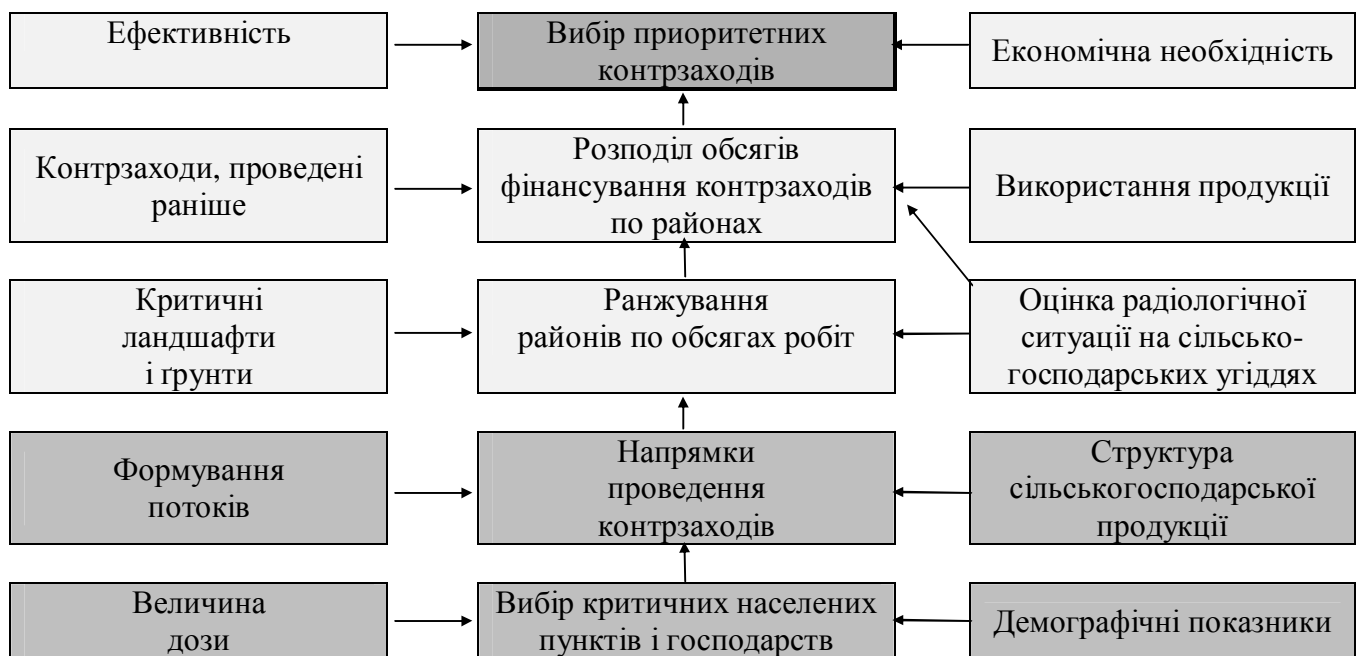 Ефективність
Вибір приоритетних
контрзаходів
Економічна необхідність
Контрзаходи, проведені
раніше
Розподіл обсягів
фінансування контрзаходів
по районах
Використання продукції
Критичні
ландшафти
і ґрунти
Ранжування
районів по обсягах робіт
Оцінка радіологічної
ситуації на сільсько-
господарських угіддях
Формування
потоків
Напрямки
проведення
контрзаходів
Структура
сільськогосподарської
продукції
Величина
дози
Вибір критичних населених
пунктів і господарств
Демографічні показники